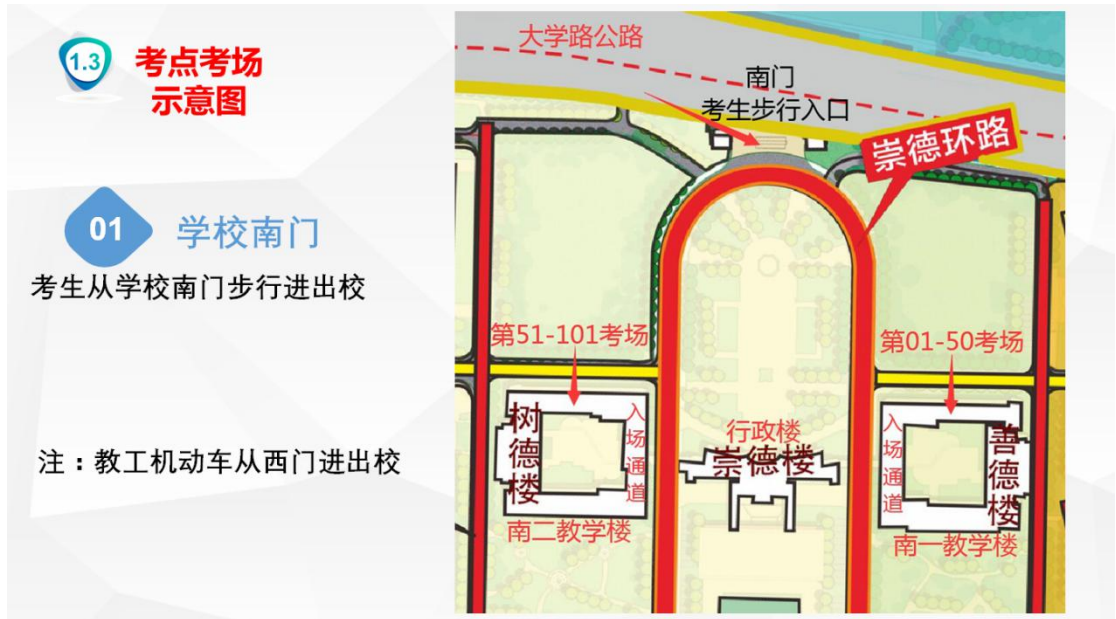 1.3
考点考场
示意图
01
学校南门
考生从学校南门步行进出校
注：教工机动车从西门进出校
大学路公路
南门
考生步行入口
崇德环路
第51-101考场
第01-50考场
树德楼
入场通道
南二教学楼
行政楼
崇德楼
入场通道
善德楼
南一教学楼